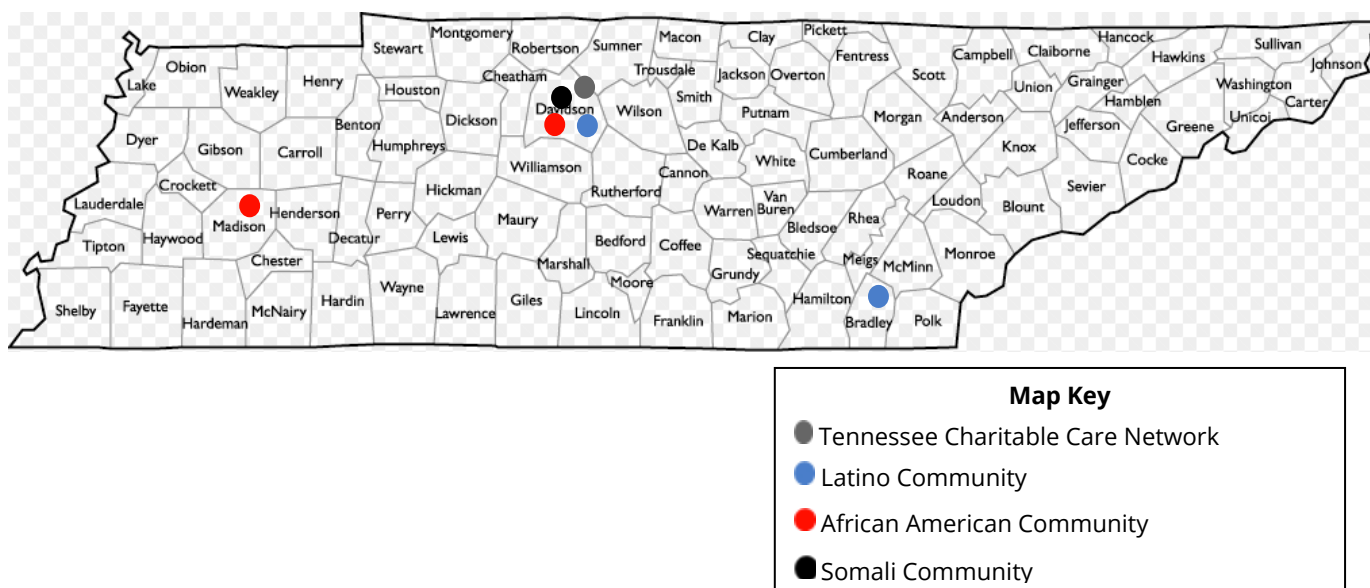 Pickett
Hancock
Montgomery
Macon
Clay
Sullivan
Stewart
Robertson
Sumner
Fentress
Campbell
Claiborne
Hawkins
Johnson
Obion
Cheatham
Trousdale
Jackson
Overton
Scott
Union
Grainger
Washington
Lake
Weakley
Henry
Houston
Smith
Hamblen
Carter
Davidson
Wilson
Putnam
Morgan
Anderson
Jefferson
Greene
Unicoi
Dickson
Benton
Dyer
Gibson
Carroll
Humphreys
De Kalb
White
Cumberland
Knox
Cocke
Williamson
Cannon
Roane
Crockett
Hickman
Rutherford
Sevier
Lauderdale
Madison
Henderson
Perry
Maury
Warren
Van
Buren
Loudon
Blount
Rhea
Bledsoe
Tipton
Haywood
Decatur
Lewis
Bedford
Coffee
Sequatchie
Chester
Marshall
Grundy
Meigs
McMinn
Monroe
Moore
Shelby
Fayette
Hardeman
McNairy
Hardin
Wayne
Lawrence
Giles
Lincoln
Franklin
Marion
Hamilton
Bradley
Polk
Map Key
Tennessee Charitable Care Network
Latino Community
African American Community
Somali Community